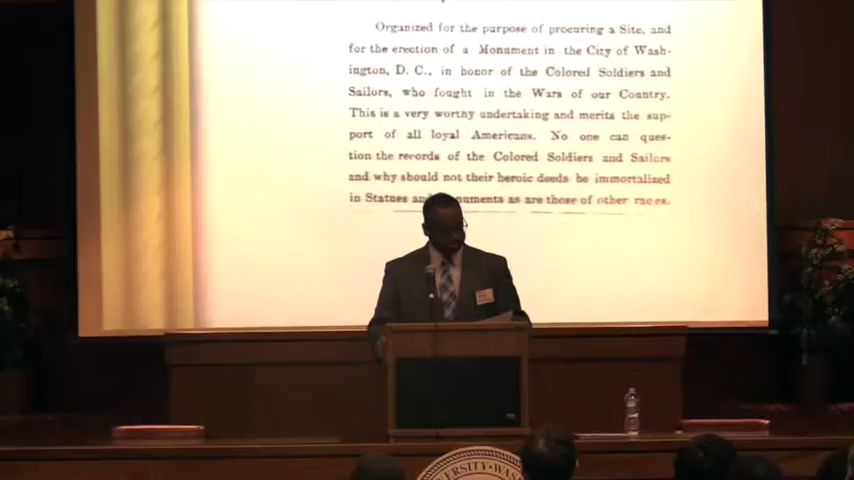 Organized for the purpose of procuring a Site, and
for the erection of a Monument in the City of Wash-
ington, D. C., in honor of the Colored Soldiers and
Sailors, who fought in the Wars of our Country.
This is a very worthy undertaking and merits the sup-
port of all loyal Americans. No one can ques-
tion the records of the Colored Soldiers and Sailors
and why should not their heroic deeds be immortalized
in Statues and as are those of other races.
VERSITY · WAS